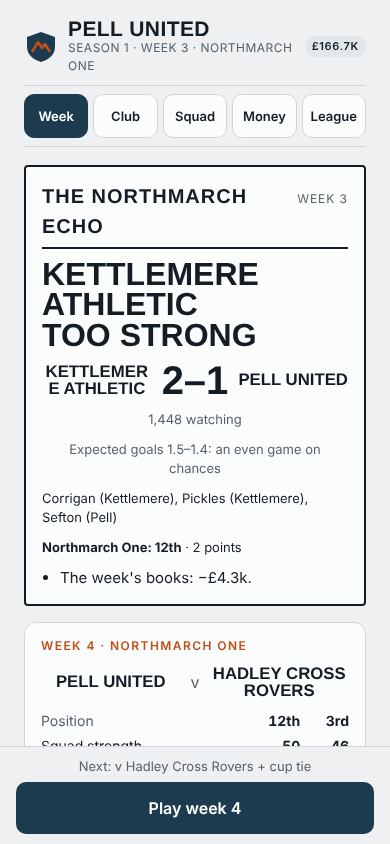 PELL UNITED
SEASON 1 · WEEK 3 · NORTHMARCH
ONE
£166.7K
Week
Club
Squad
Money
League
THE NORTHMARCH
ECHO
WEEK 3
KETTLEMERE
ATHLETIC
TOO STRONG
KETTLEMER
E ATHLETIC
2–1
PELL UNITED
1,448 watching
Expected goals 1.5–1.4: an even game on
chances
Corrigan (Kettlemere), Pickles (Kettlemere),
Sefton (Pell)
Northmarch One: 12th · 2 points
• The week's books: −£4.3k.
WEEK 4 · NORTHMARCH ONE
PELL UNITED
v
HADLEY CROSS
ROVERS
Position 12th 3rd
Squad strength 50 46
Next: v Hadley Cross Rovers + cup tie
Play week 4